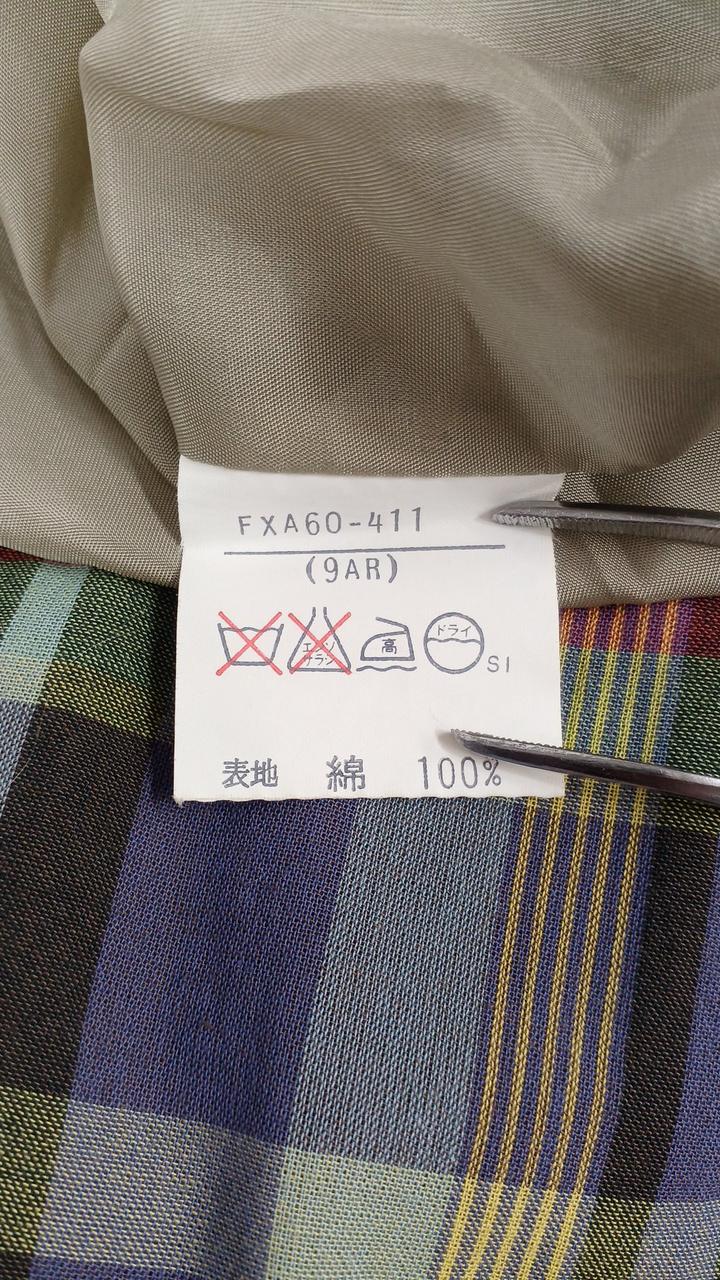 FXA60-411
(9AR)
エンソ
サラシ
高
ドライ
SI
表地 綿 100%